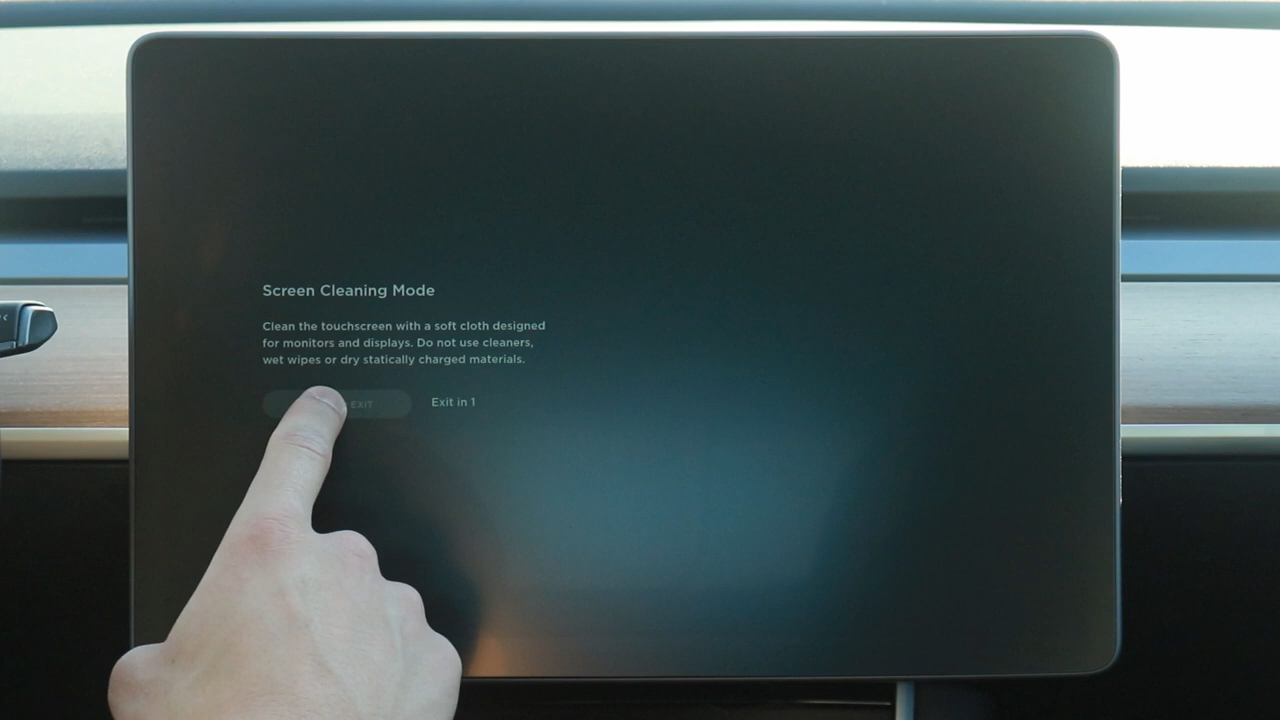 Screen Cleaning Mode
Clean the touchscreen with a soft cloth designed
for monitors and displays. Do not use cleaners,
wet wipes or dry statically charged materials.
EXIT
Exit in 1